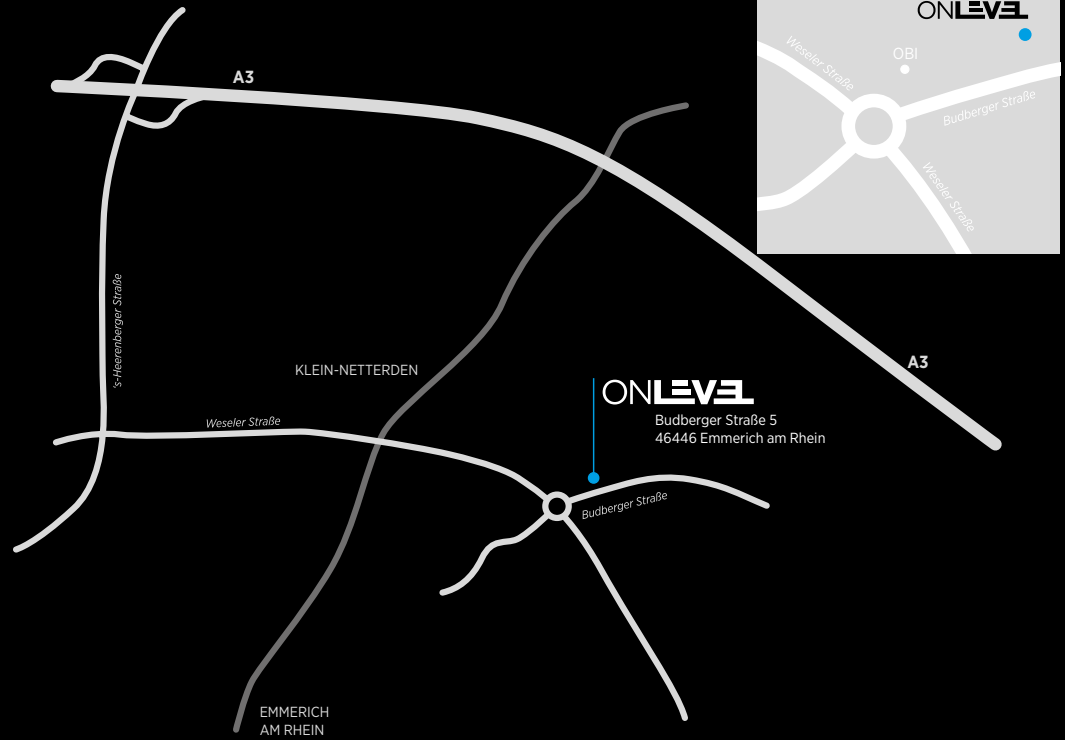 ONLEVEL
Weseler Straße
OBI
Budberger Straße
Weseler Straße
A3
's-Heerenberger Straße
KLEIN-NETTERDEN
A3
ONLEVEL
Budberger Straße 5
46446 Emmerich am Rhein
Weseler Straße
Budberger Straße
EMMERICH
AM RHEIN